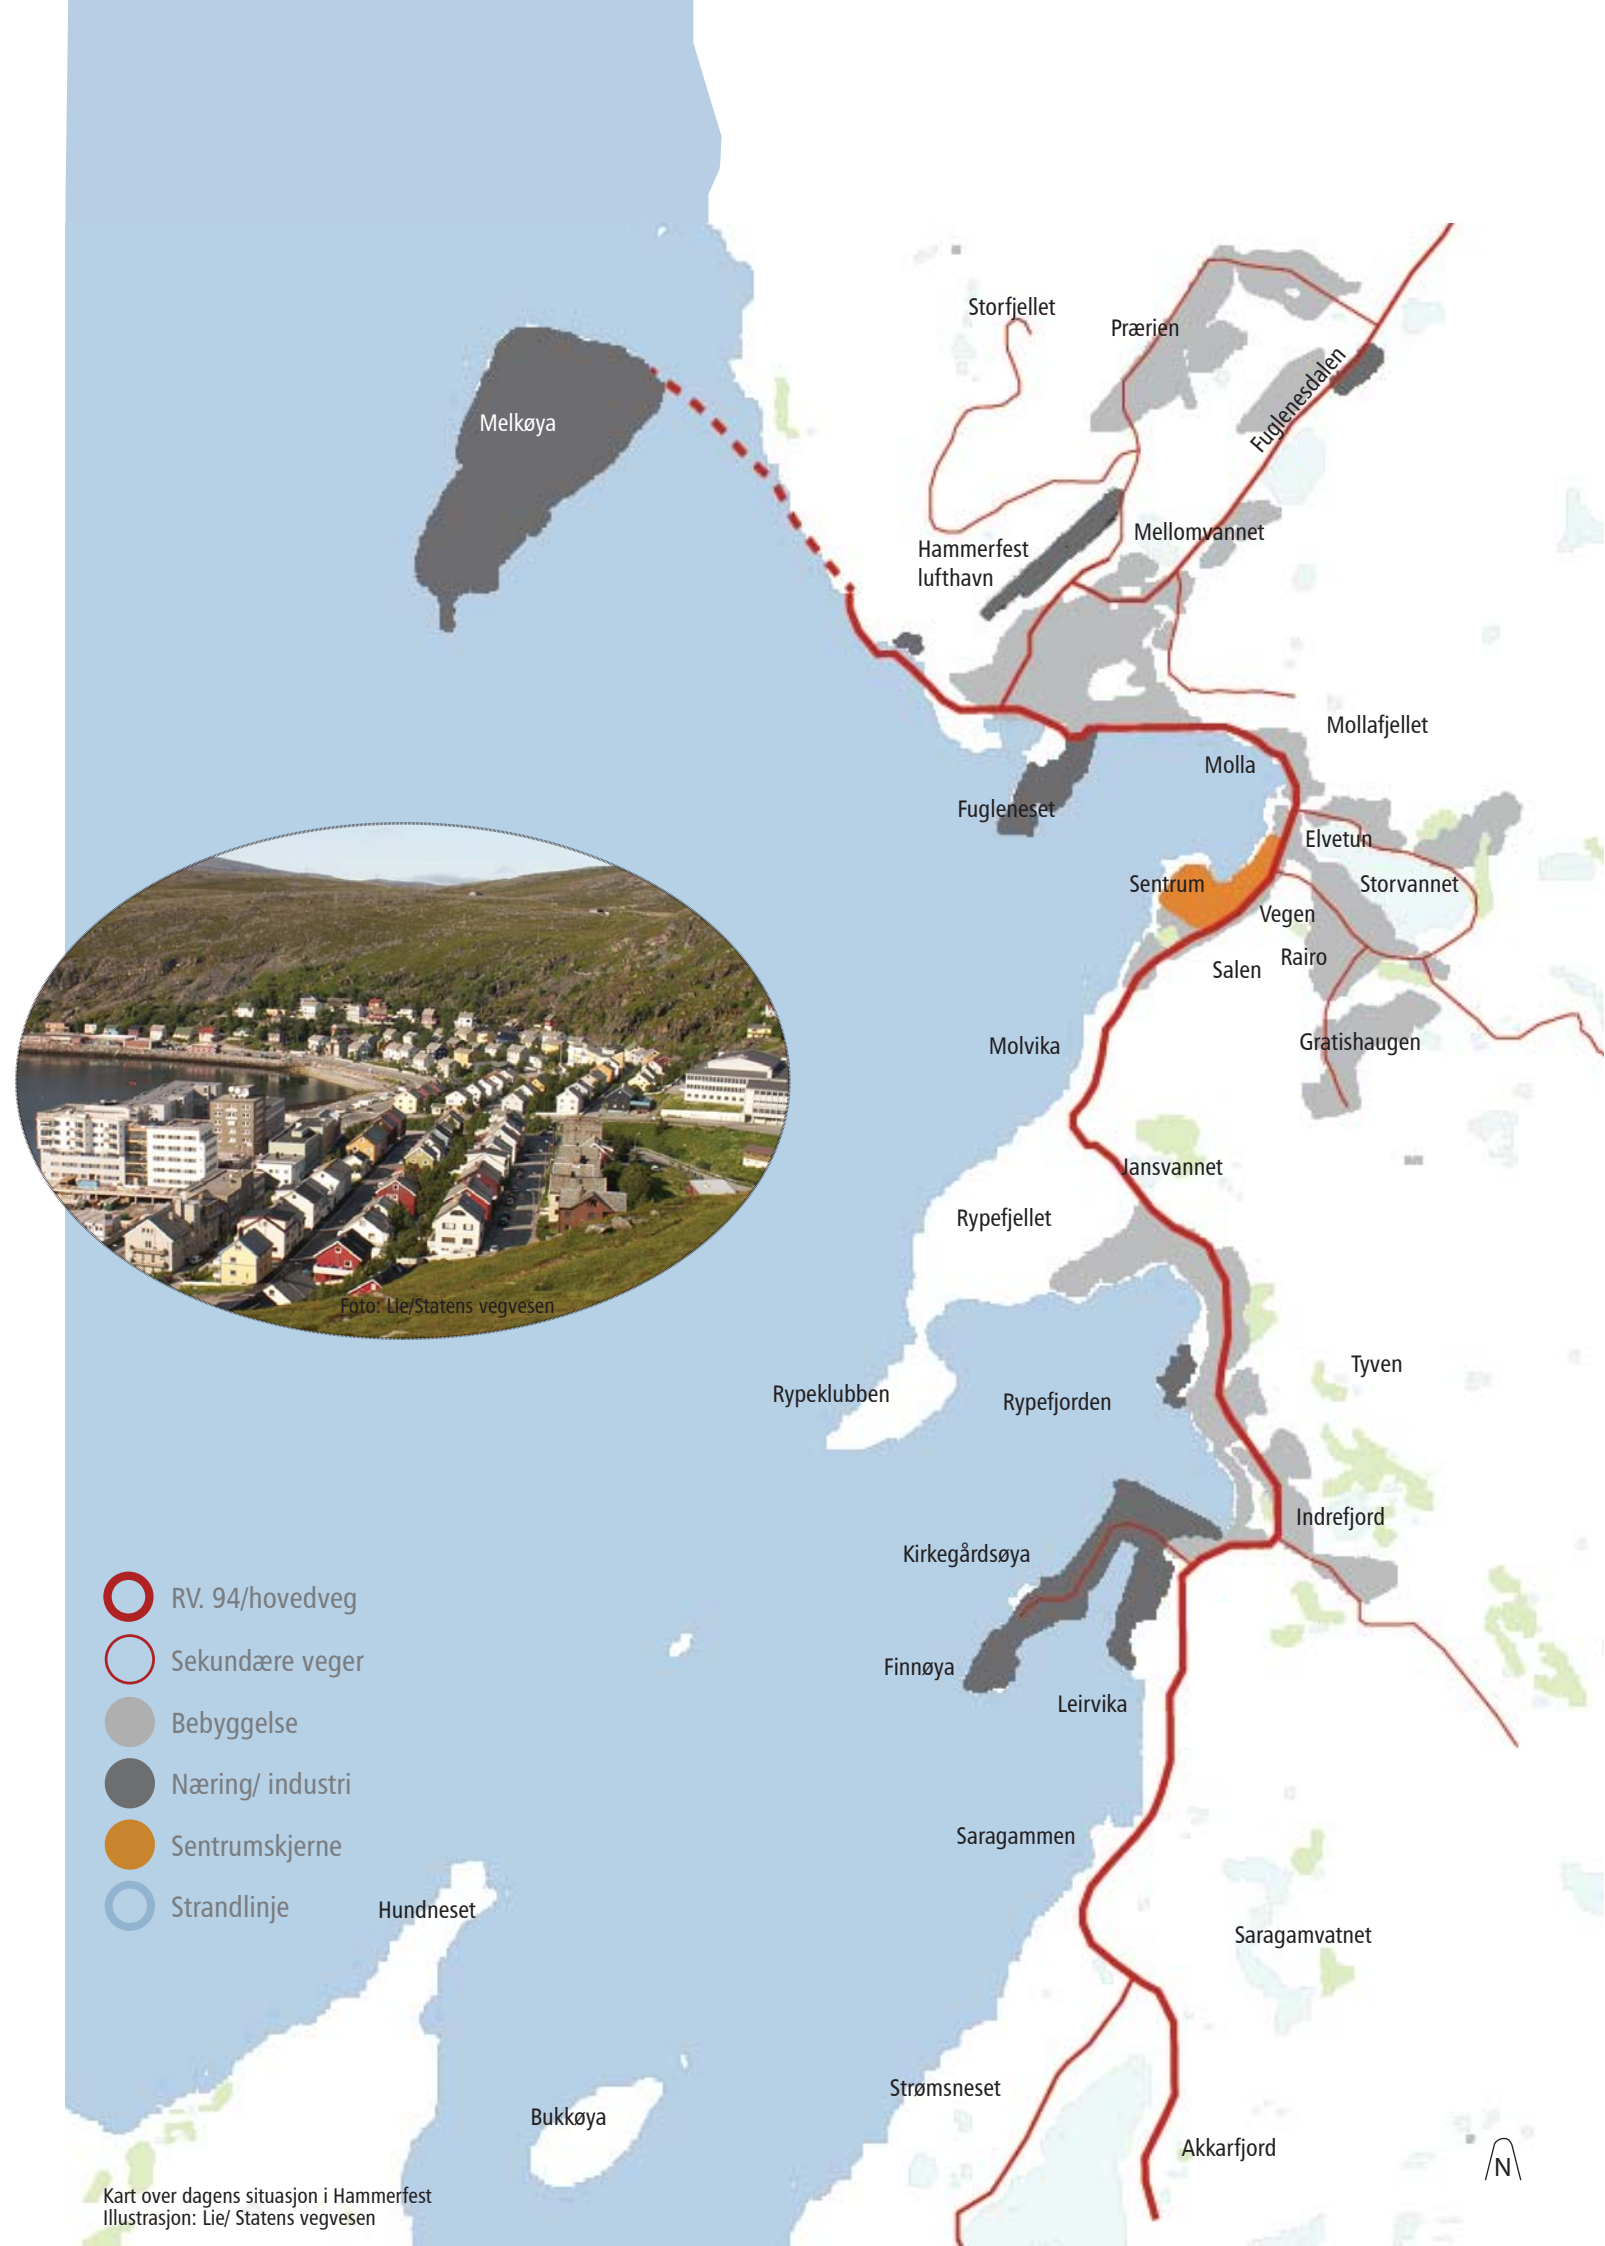 Storfjellet
Prærien
Fuglenesdalen
Melkøya
Mellomvannet
Hammerfest
lufthavn
Mollafjellet
Molla
Fugleneset
Elvetun
Sentrum
Storvannet
Vegen
Rairo
Salen
Molvika
Gratishaugen
Jansvannet
Rypefjellet
Foto: Lie/Statens vegvesen
Tyven
Rypeklubben
Rypefjorden
Indrefjord
Kirkegårdsøya
RV. 94/hovedveg
Sekundære veger
Finnøya
Leirvika
Bebyggelse
Næring/ industri
Saragammen
Sentrumskjerne
Strandlinje
Hundneset
Saragamvatnet
Strømsneset
Bukkøya
Akkarfjord
N
Kart over dagens situasjon i Hammerfest
Illustrasjon: Lie/ Statens vegvesen